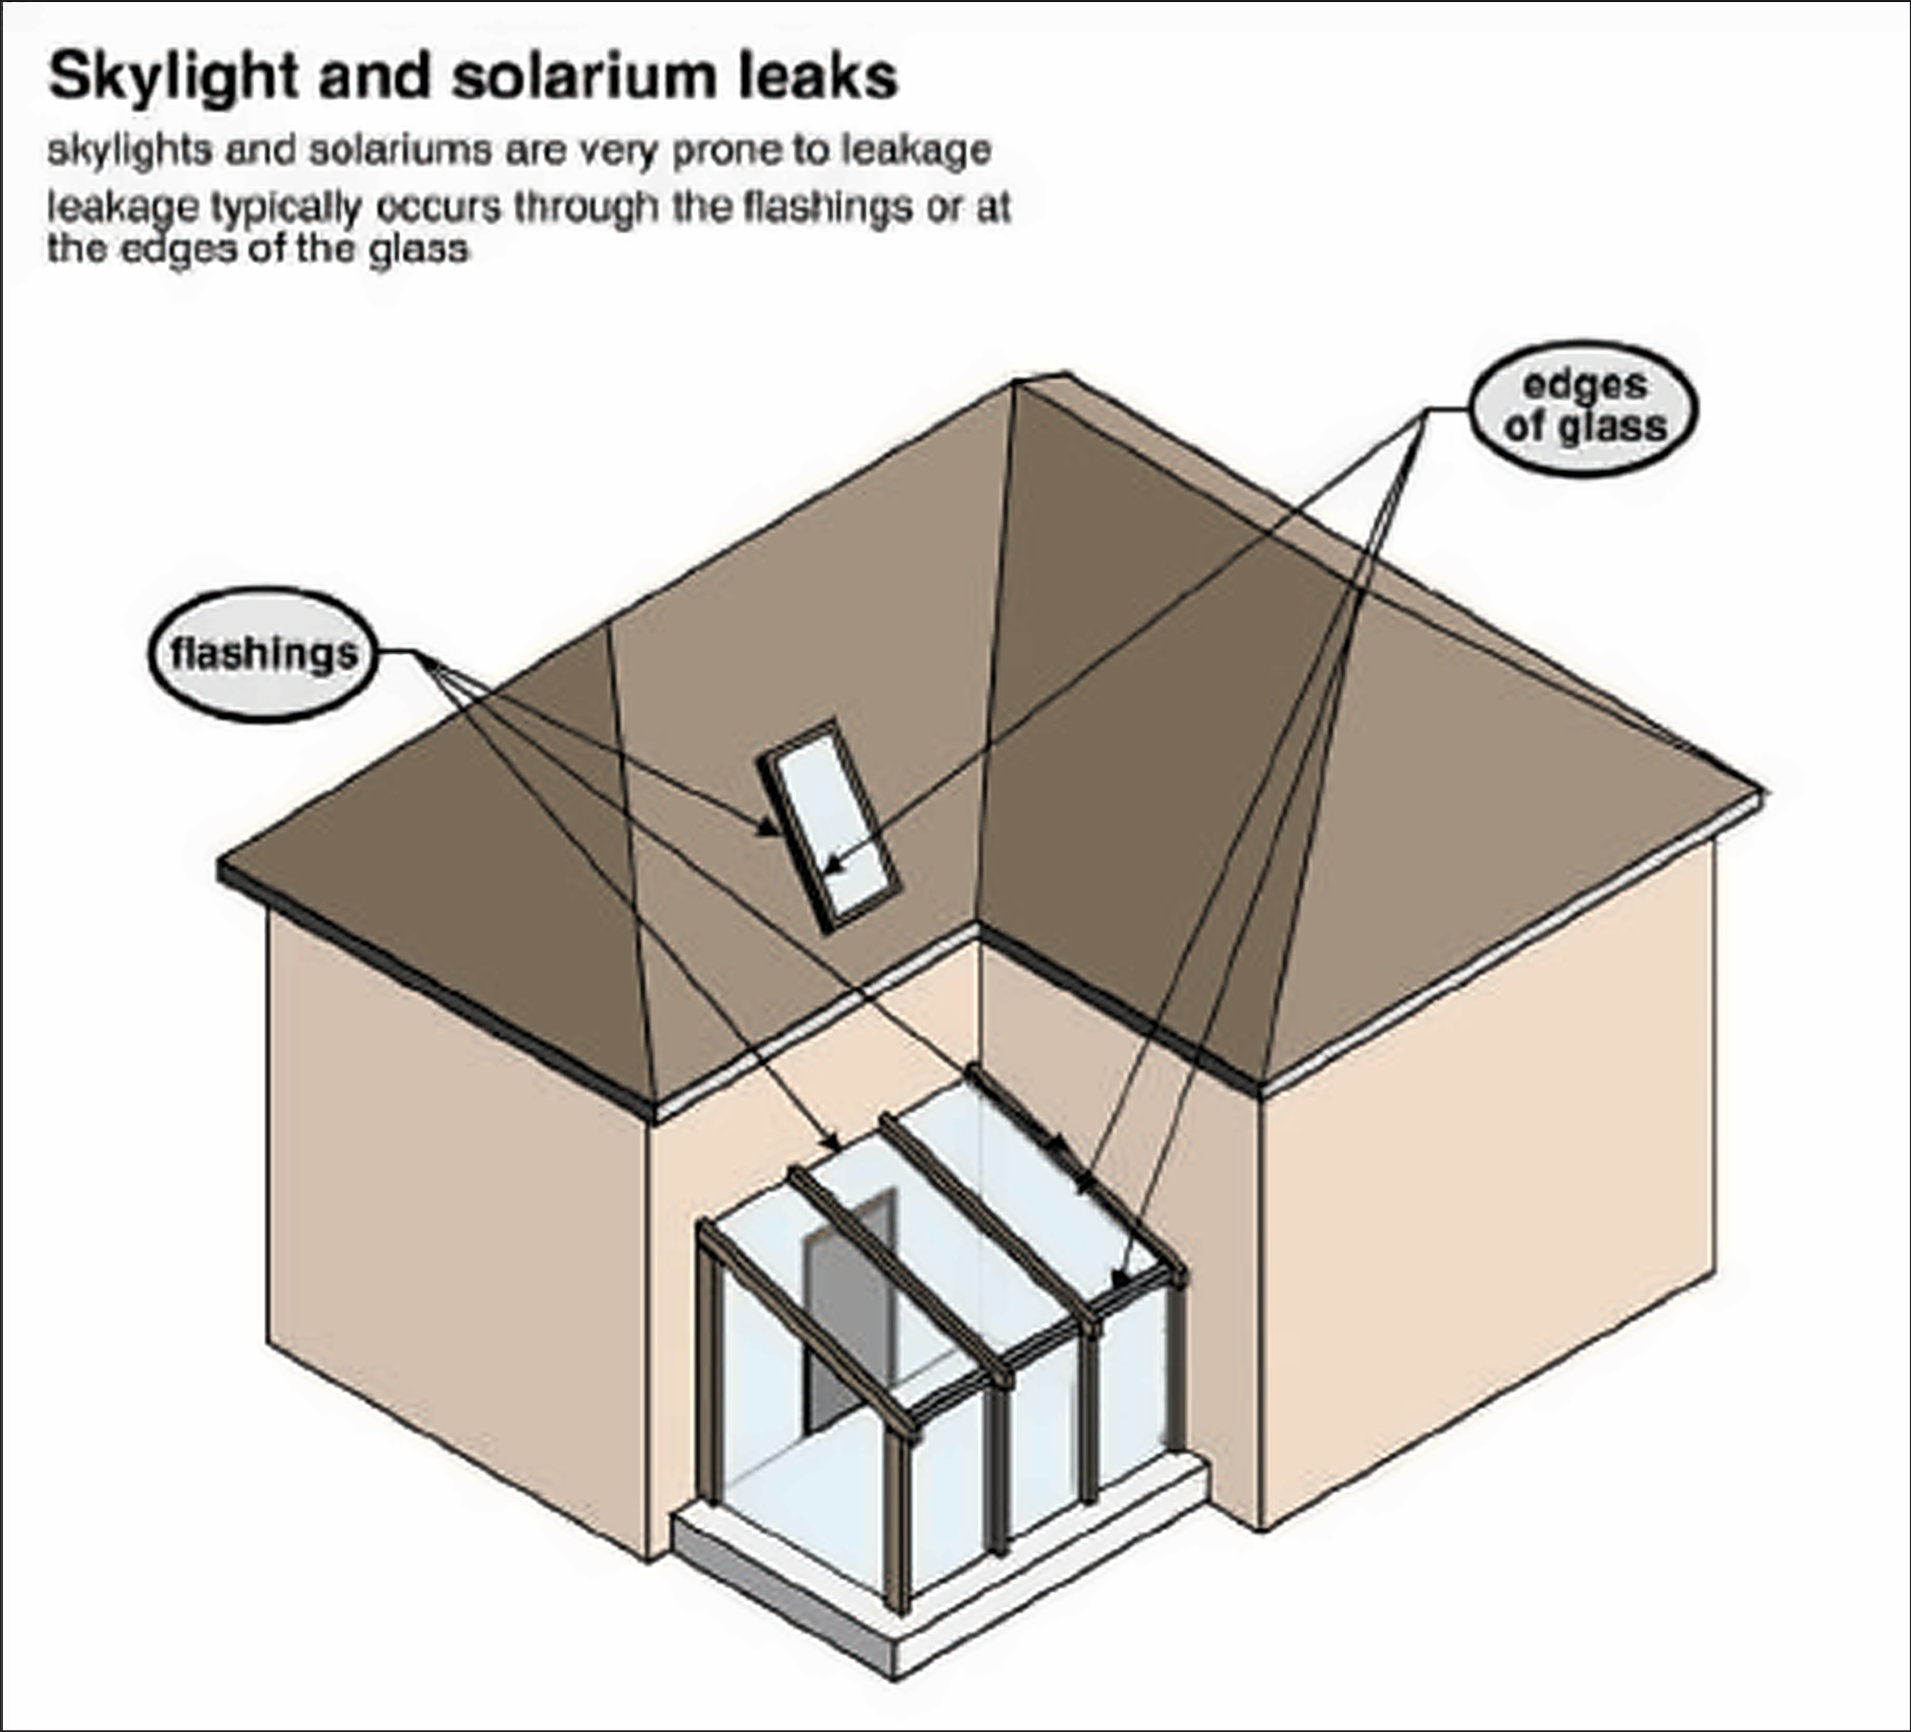 Skylight and solarium leaks
skylights and solariums are very prone to leakage
leakage typically occurs through the flashings or at
the edges of the glass
edges
of glass
flashings